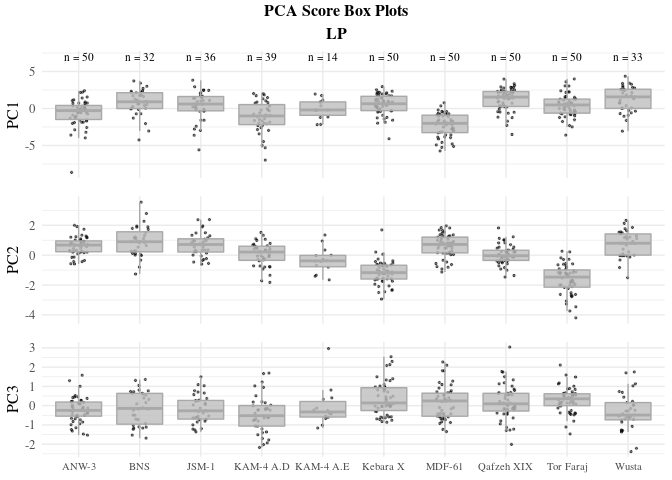 PCA Score Box Plots
LP
n = 50 n = 32 n = 36 n = 39 n = 14 n = 50 n = 50 n = 50 n = 50 n = 33
PC1
5
0
-5
PC2
2
0
-2
-4
PC3
3
2
1
0
-1
-2
ANW-3 BNS JSM-1 KAM-4 A.D KAM-4 A.E Kebara X MDF-61 Qafzeh XIX Tor Faraj Wusta